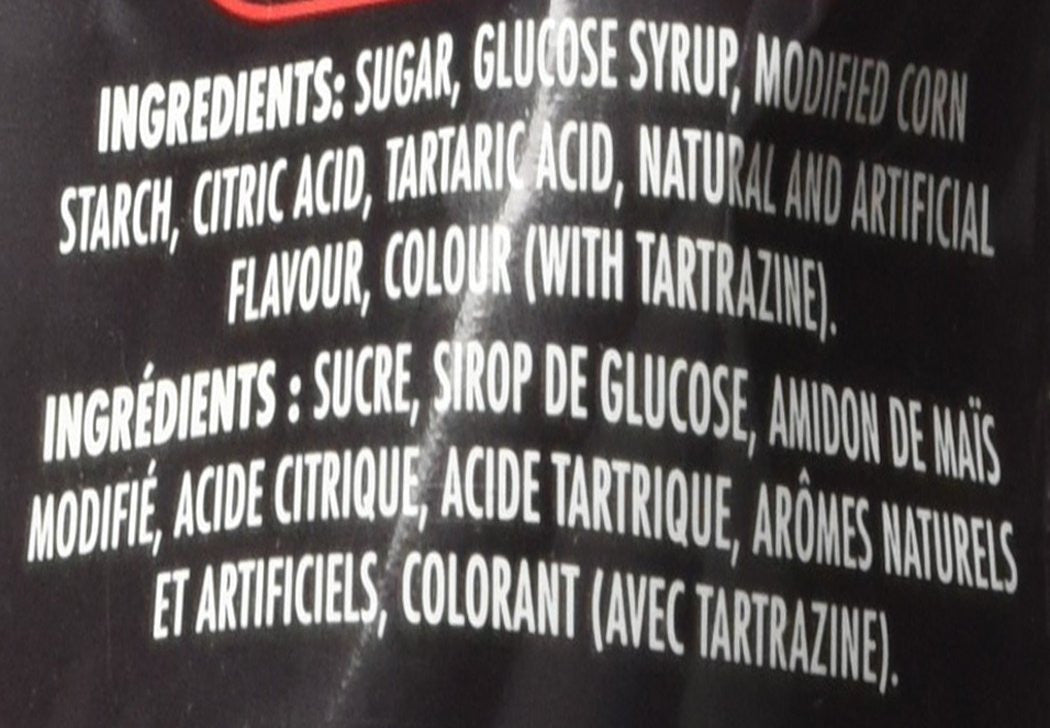 INGREDIENTS: SUGAR, GLUCOSE SYRUP, MODIFIED CORN
STARCH, CITRIC ACID, TARTARIC ACID, NATURAL AND ARTIFICIAL
FLAVOUR, COLOUR (WITH TARTRAZINE).
INGRÉDIENTS : SUCRE, SIROP DE GLUCOSE, AMIDON DE MAÏS
MODIFIÉ, ACIDE CITRIQUE, ACIDE TARTRIQUE, ARÔMES NATURELS
ET ARTIFICIELS, COLORANT (AVEC TARTRAZINE).